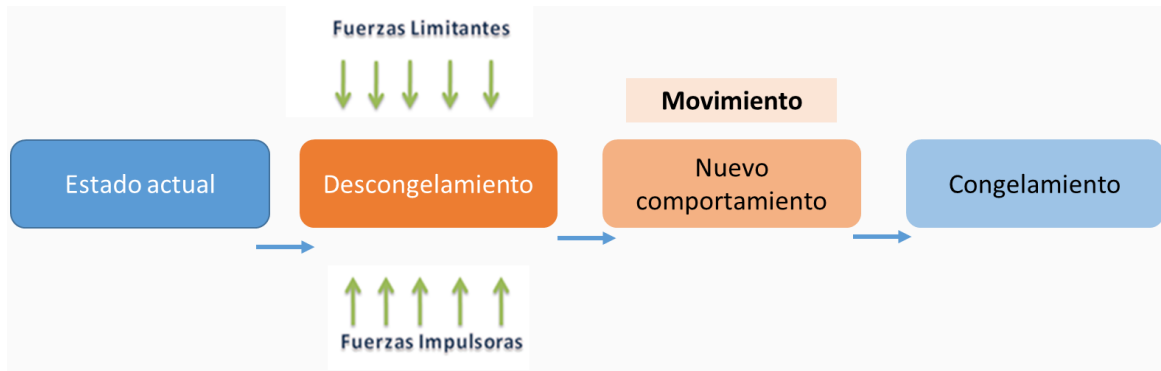 Fuerzas Limitantes
Movimiento
Estado actual
Descongelamiento
Nuevo
comportamiento
Congelamiento
Fuerzas Impulsoras